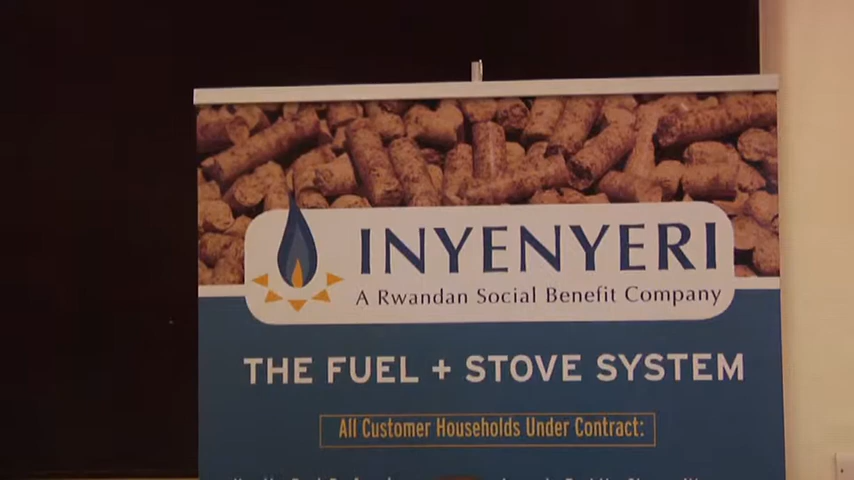 INYENYERI
A Rwandan Social Benefit Company
THE FUEL + STOVE SYSTEM
All Customer Households Under Contract: